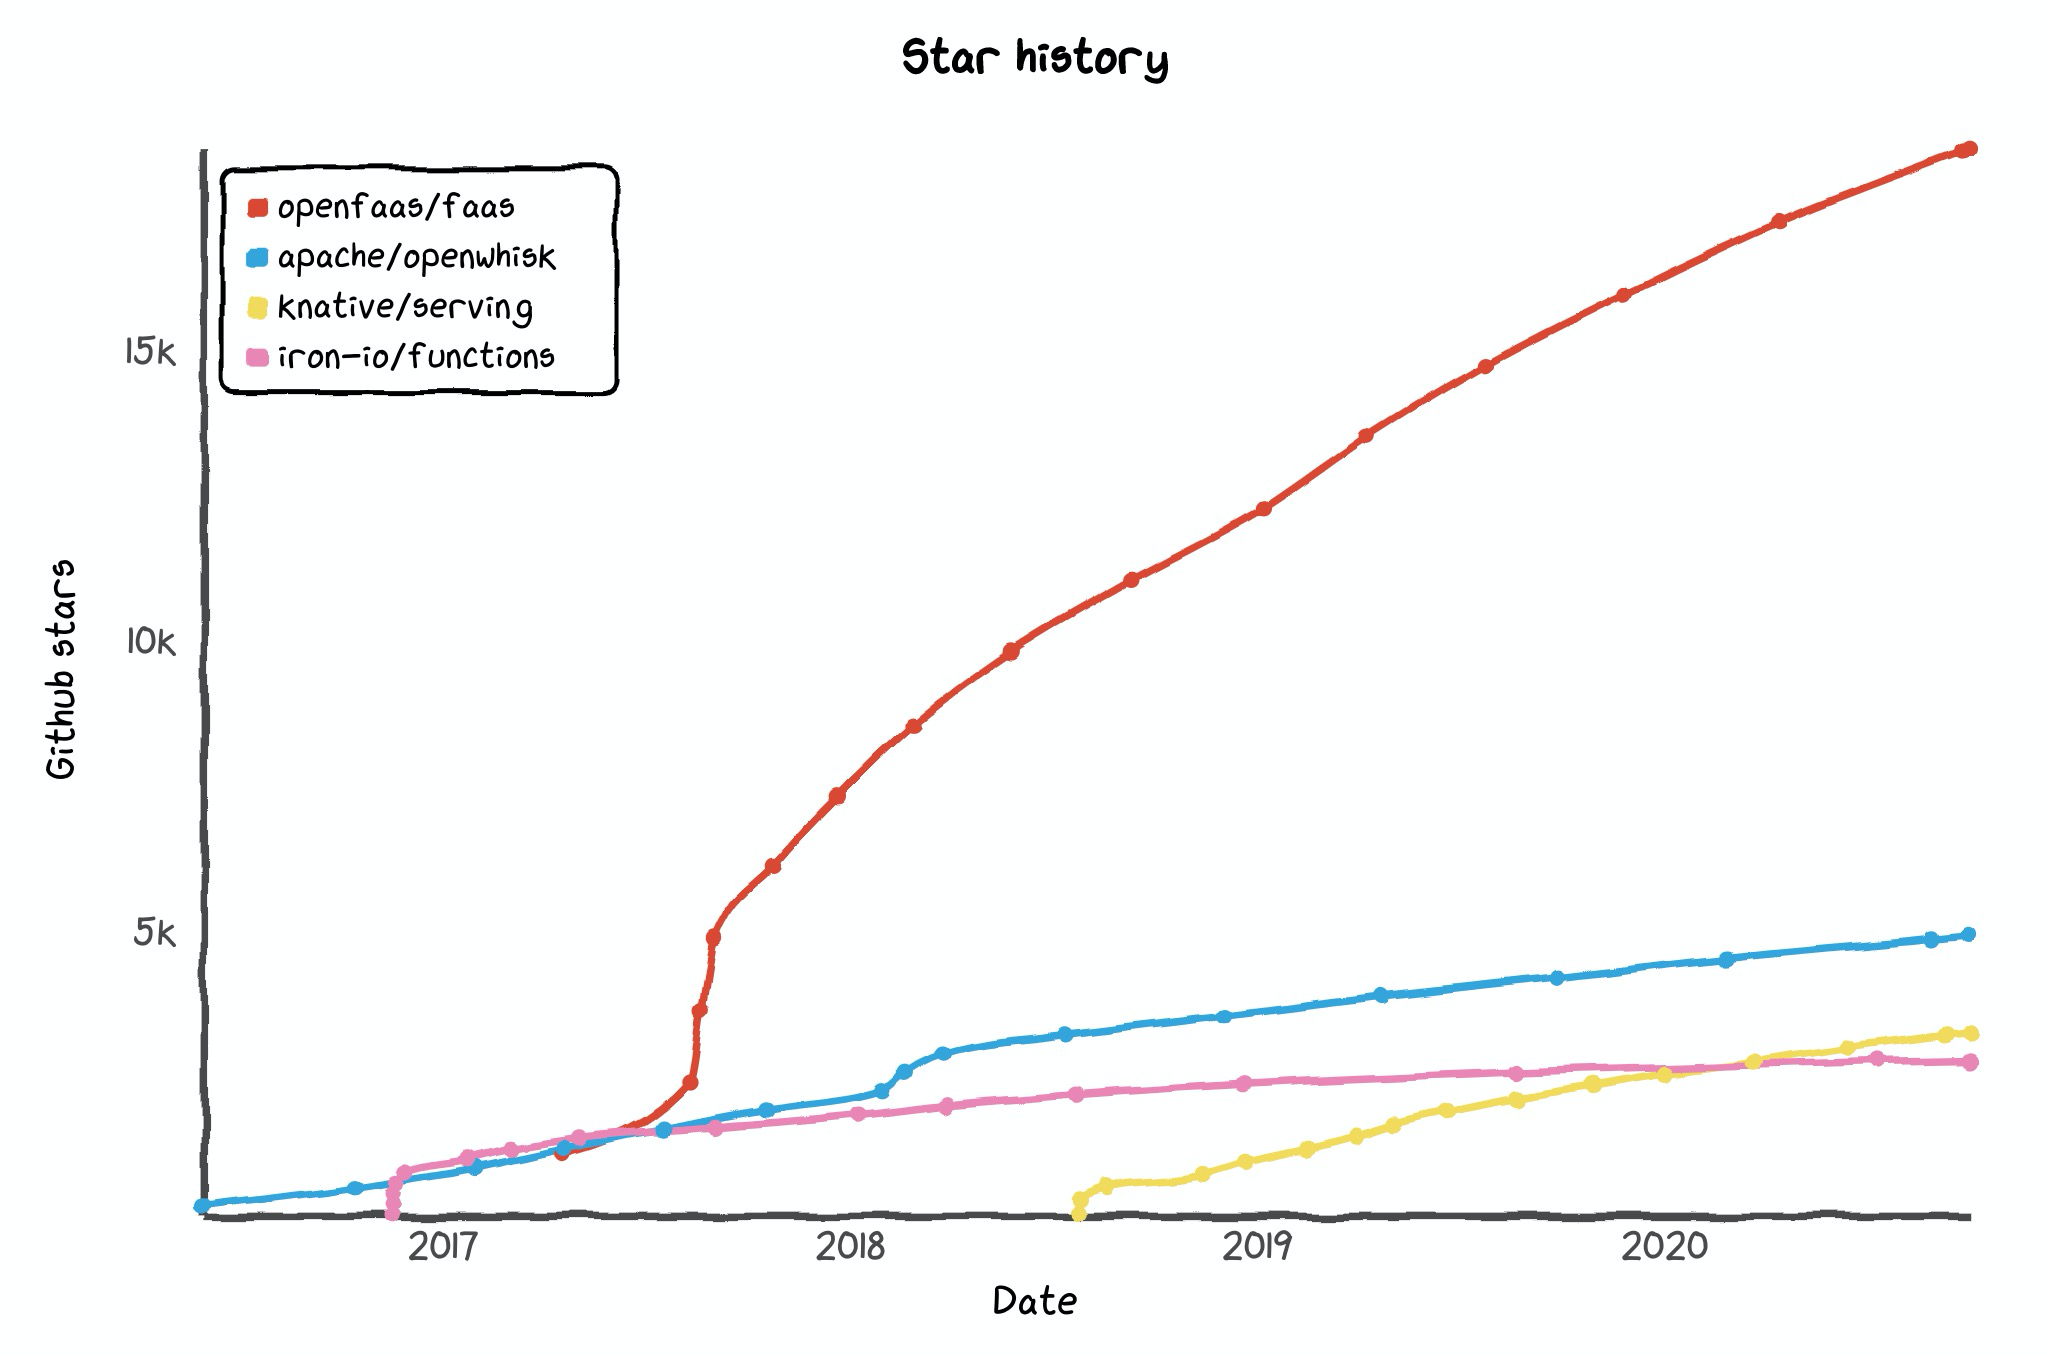 Star history
openfaas/faas
apache/openwhisk
knative/serving
iron-io/functions
15K
10K
5K
Github stars
2017
2018
2019
2020
Date